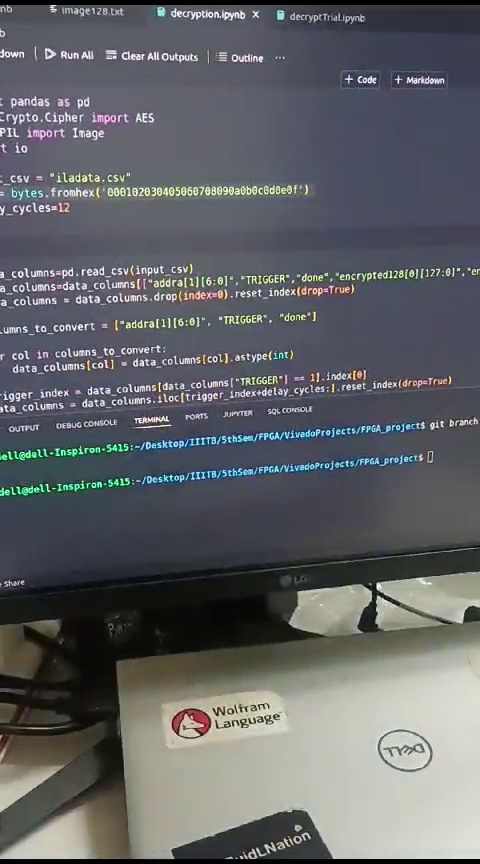 nb image128.txt decryption.ipynb × decryptTrial.ipynb
b
down Run All Clear All Outputs Outline ...
+ Code + Markdown
t pandas as pd
Crypto.Cipher import AES
PIL import Image
rt io
t_csv = "iladata.csv"
= bytes.fromhex('000102030405060708090a0b0c0d0e0f')
y_cycles=12
a_columns=pd.read_csv(input_csv)
a_columns=data_columns[["addra[1][6:0]","TRIGGER","done","encrypted128[0][127:0]","en
a_columns = data_columns.drop(index=0).reset_index(drop=True)
lumns_to_convert = ["addra[1][6:0]", "TRIGGER", "done"]
r col in columns_to_convert:
data_columns[col] = data_columns[col].astype(int)
rigger_index = data_columns[data_columns["TRIGGER"] == 1].index[0]
ata_columns = data_columns.iloc[trigger_index+delay_cycles:].reset_index(drop=True)
OUTPUT DEBUG CONSOLE TERMINAL PORTS JUPYTER SQL CONSOLE
ell@dell-Inspiron-5415:~/Desktop/IIITB/5thSem/FPGA/VivadoProjects/FPGA_project$ git branch
dell@dell-Inspiron-5415:~/Desktop/IIITB/5thSem/FPGA/VivadoProjects/FPGA_project$
Share
LG
Wolfram
Language
DELL
uidLNation